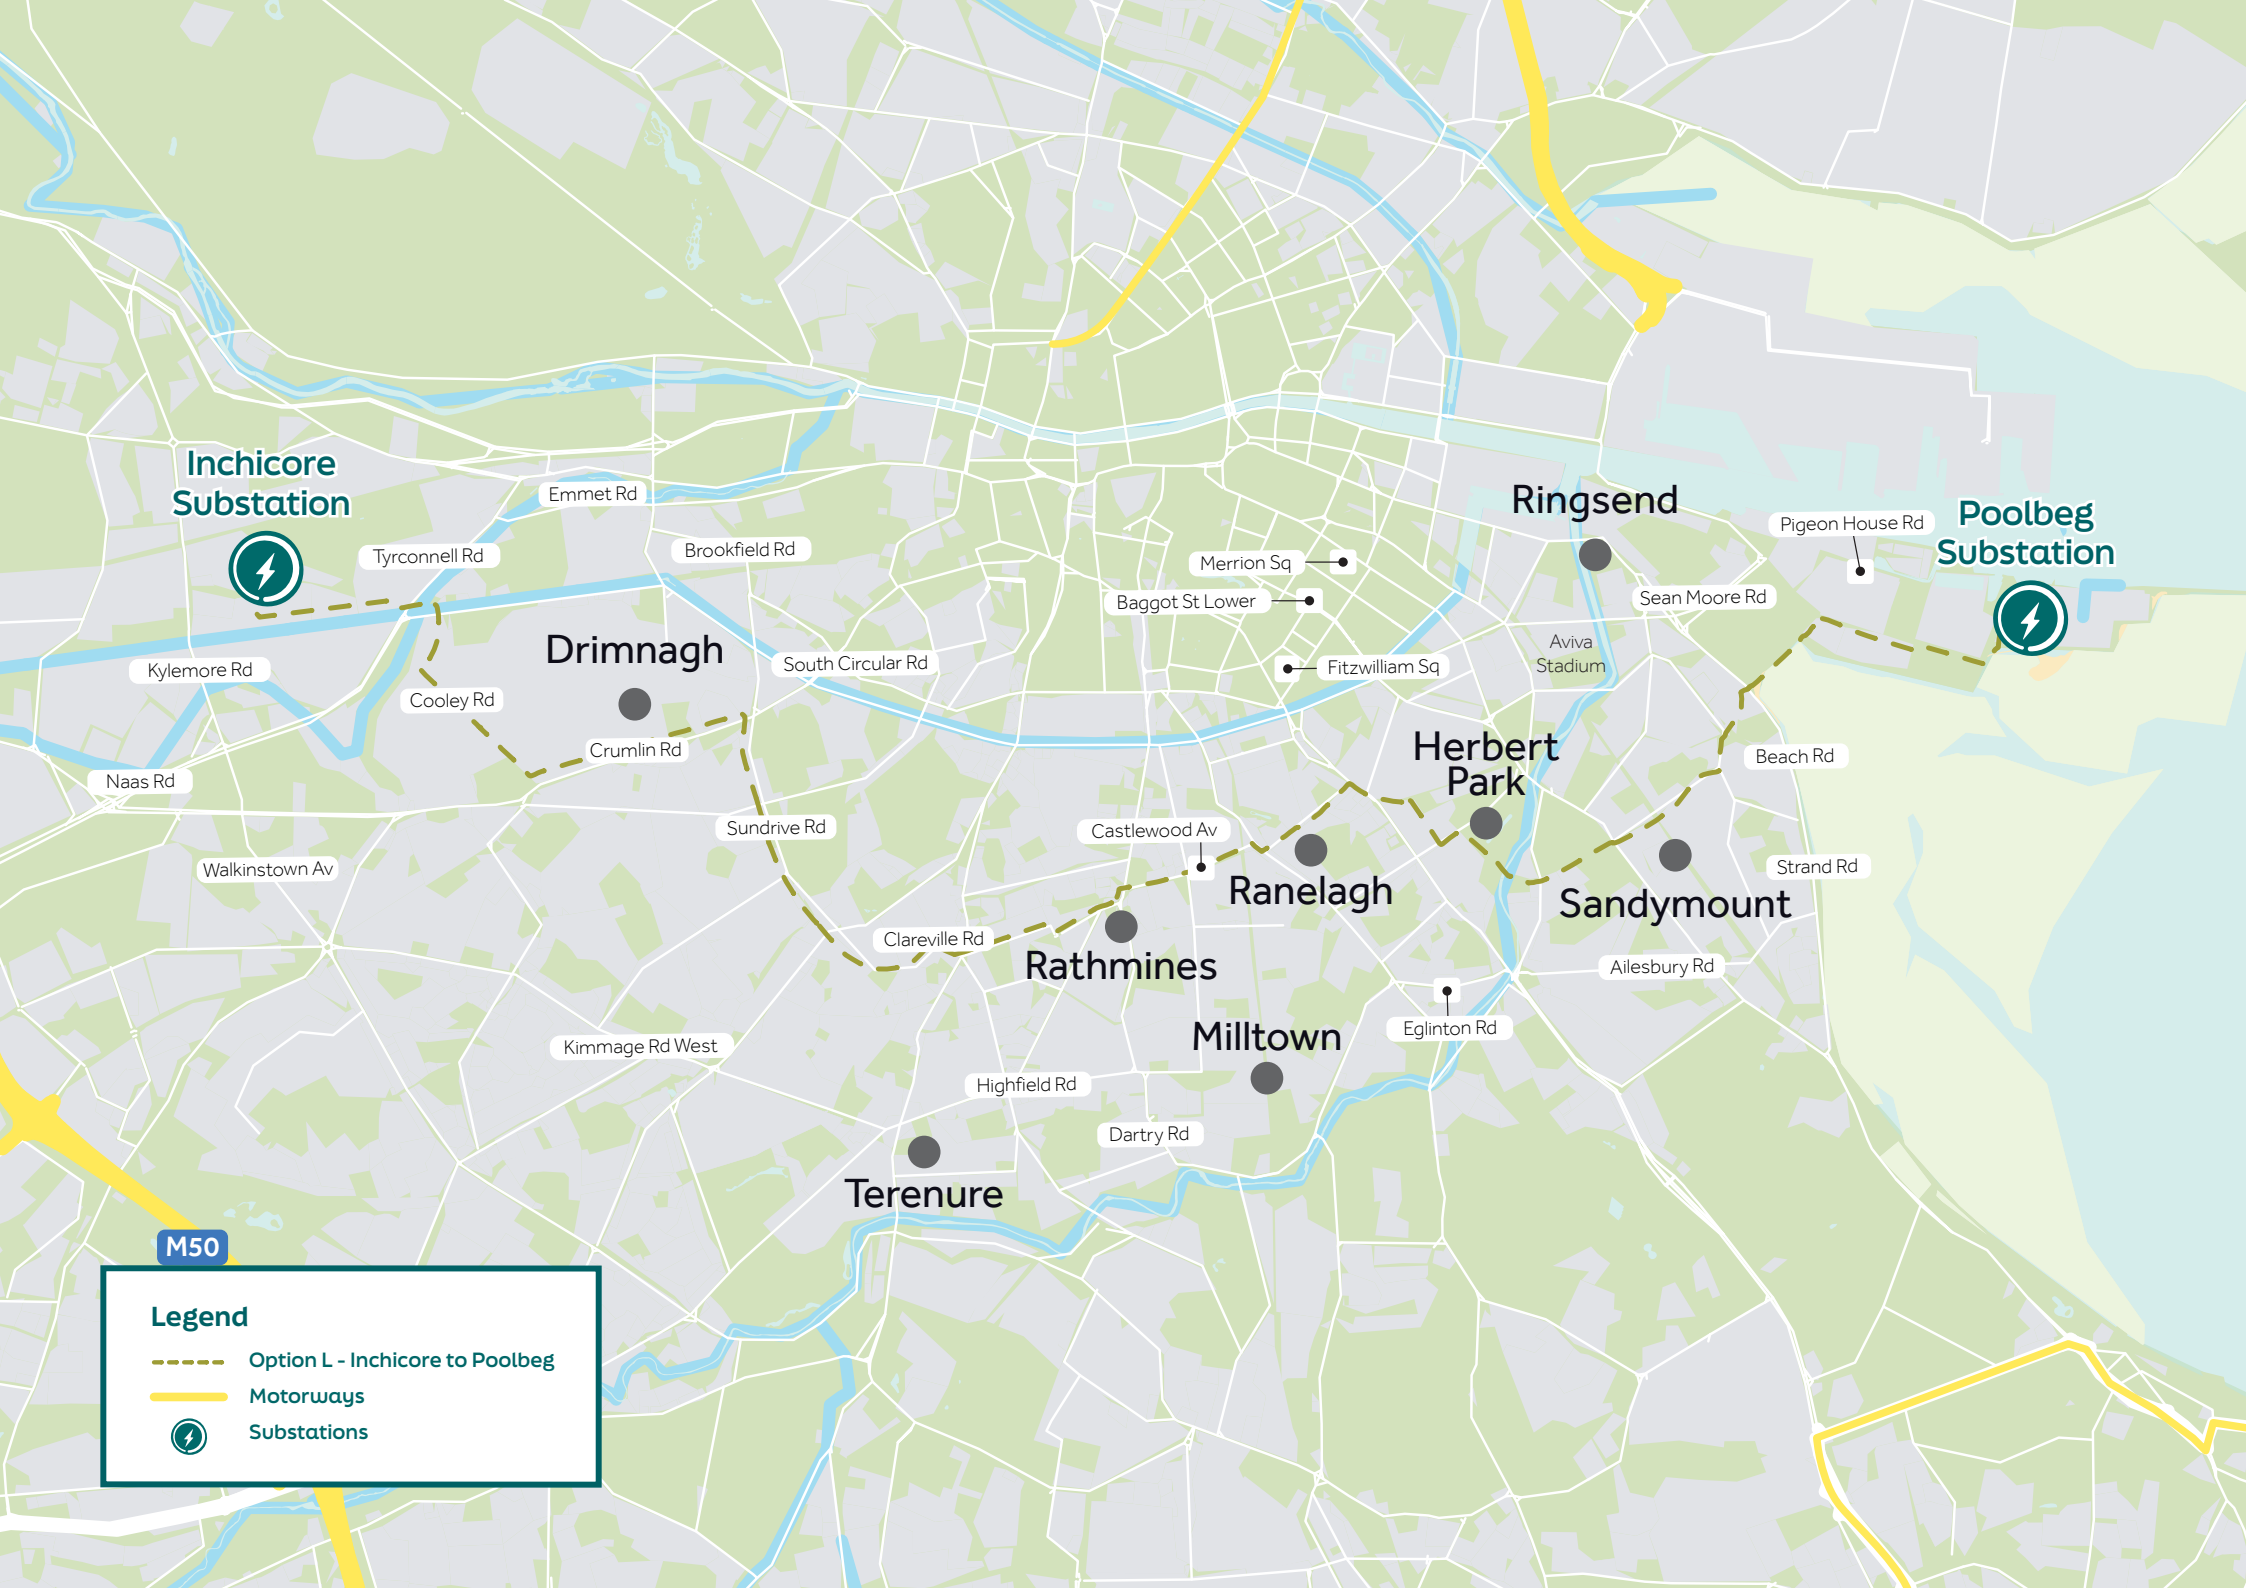 Inchicore
Substation
Emmet Rd
Ringsend
Poolbeg
Substation
Pigeon House Rd
Tyrconnell Rd
Brookfield Rd
Merrion Sq
Baggot St Lower
Sean Moore Rd
Aviva
Stadium
Drimnagh
South Circular Rd
Fitzwilliam Sq
Kylemore Rd
Cooley Rd
Crumlin Rd
Herbert
Park
Beach Rd
Naas Rd
Sundrive Rd
Castlewood Av
Walkinstown Av
Ranelagh
Strand Rd
Sandymount
Clareville Rd
Rathmines
Ailesbury Rd
Eglinton Rd
Milltown
Kimmage Rd West
Highfield Rd
Dartry Rd
Terenure
M50
Legend
Option L - Inchicore to Poolbeg
Motorways
Substations